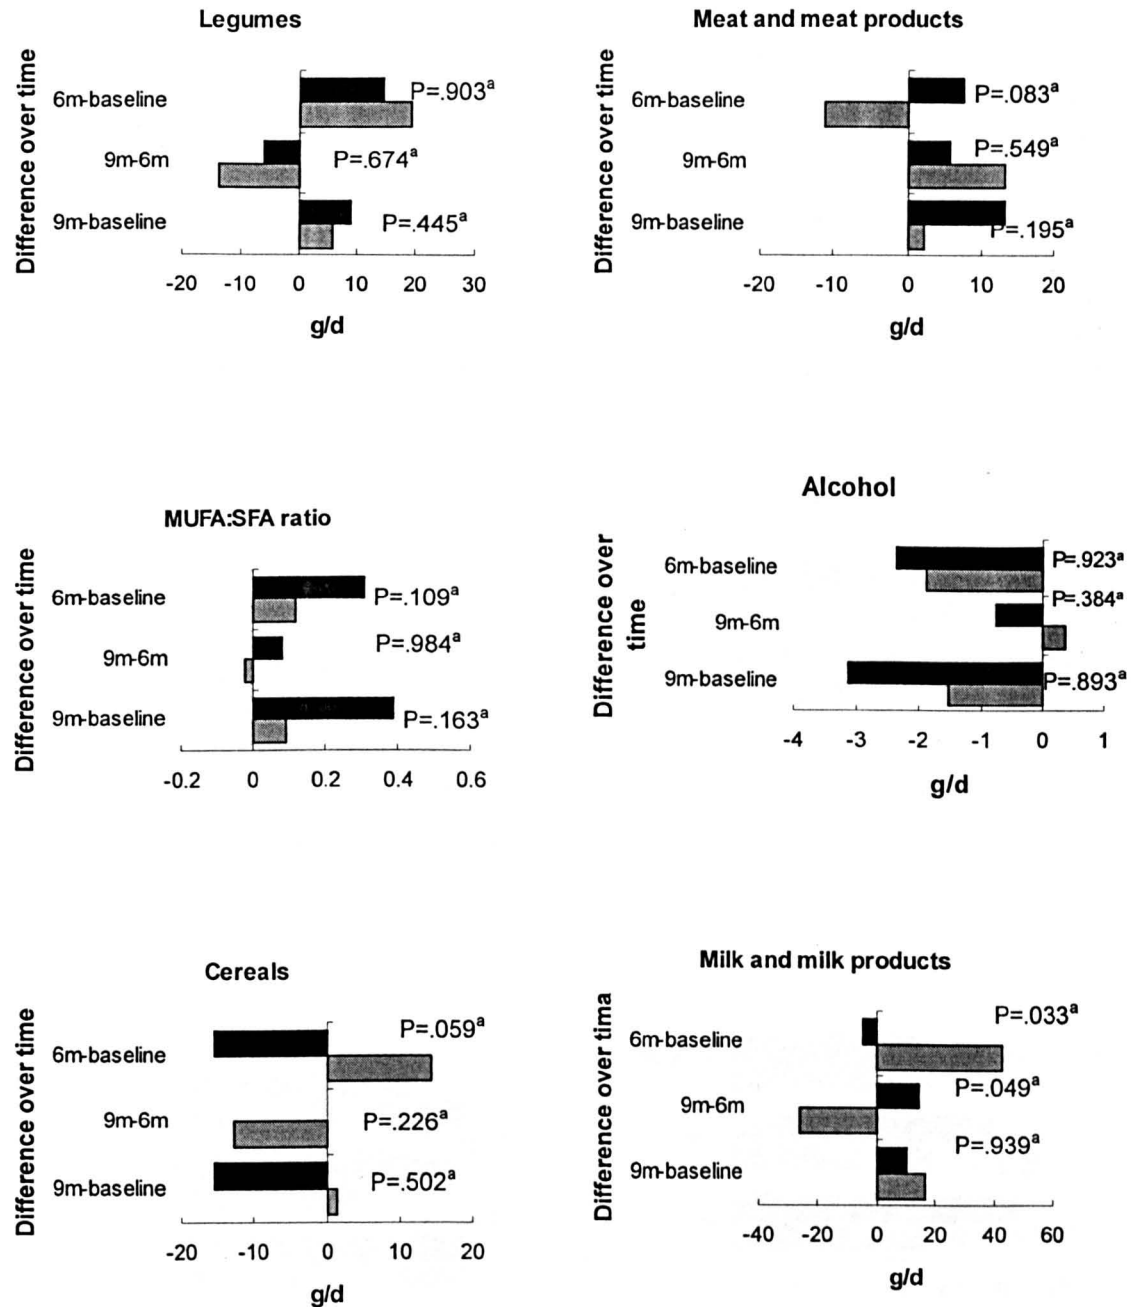 Legumes
Difference over time
6m-baseline
P=.903a
9m-6m
P=.674a
9m-baseline
P=.445a
-20 -10 0 10 20 30
g/d
Meat and meat products
Difference over time
6m-baseline
P=.083a
9m-6m
P=.549a
9m-baseline
P=.195a
-20 -10 0 10 20
g/d
MUFA:SFA ratio
Difference over time
6m-baseline
P=.109a
9m-6m
P=.984a
9m-baseline
P=.163a
-0.2 0 0.2 0.4 0.6
Alcohol
Difference over
time
6m-baseline
P=.923a
P=.384a
9m-6m
9m-baseline
P=.893a
-4 -3 -2 -1 0 1
g/d
Cereals
Difference over time
6m-baseline
P=.059a
9m-6m
P=.226a
9m-baseline
P=.502a
-20 -10 0 10 20
g/d
Milk and milk products
Difference over tima
6m-baseline
P=.033a
9m-6m
P=.049a
9m-baseline
P=.939a
-40 -20 0 20 40 60
g/d